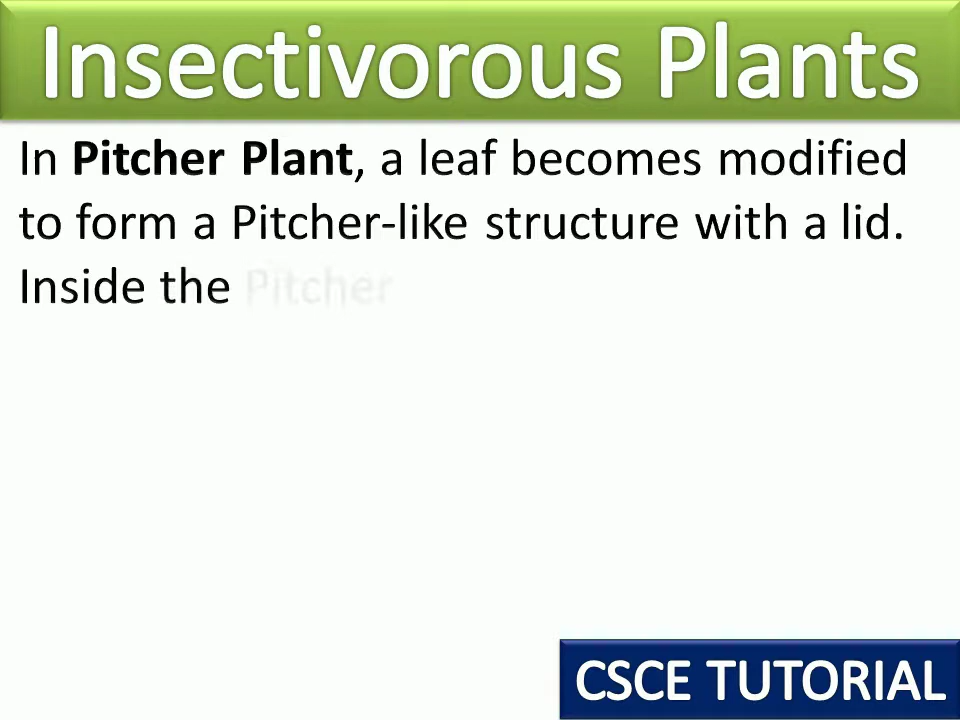 Insectivorous Plants
In Pitcher Plant, a leaf becomes modified
to form a Pitcher-like structure with a lid.
Inside the Pitcher
CSCE TUTORIAL